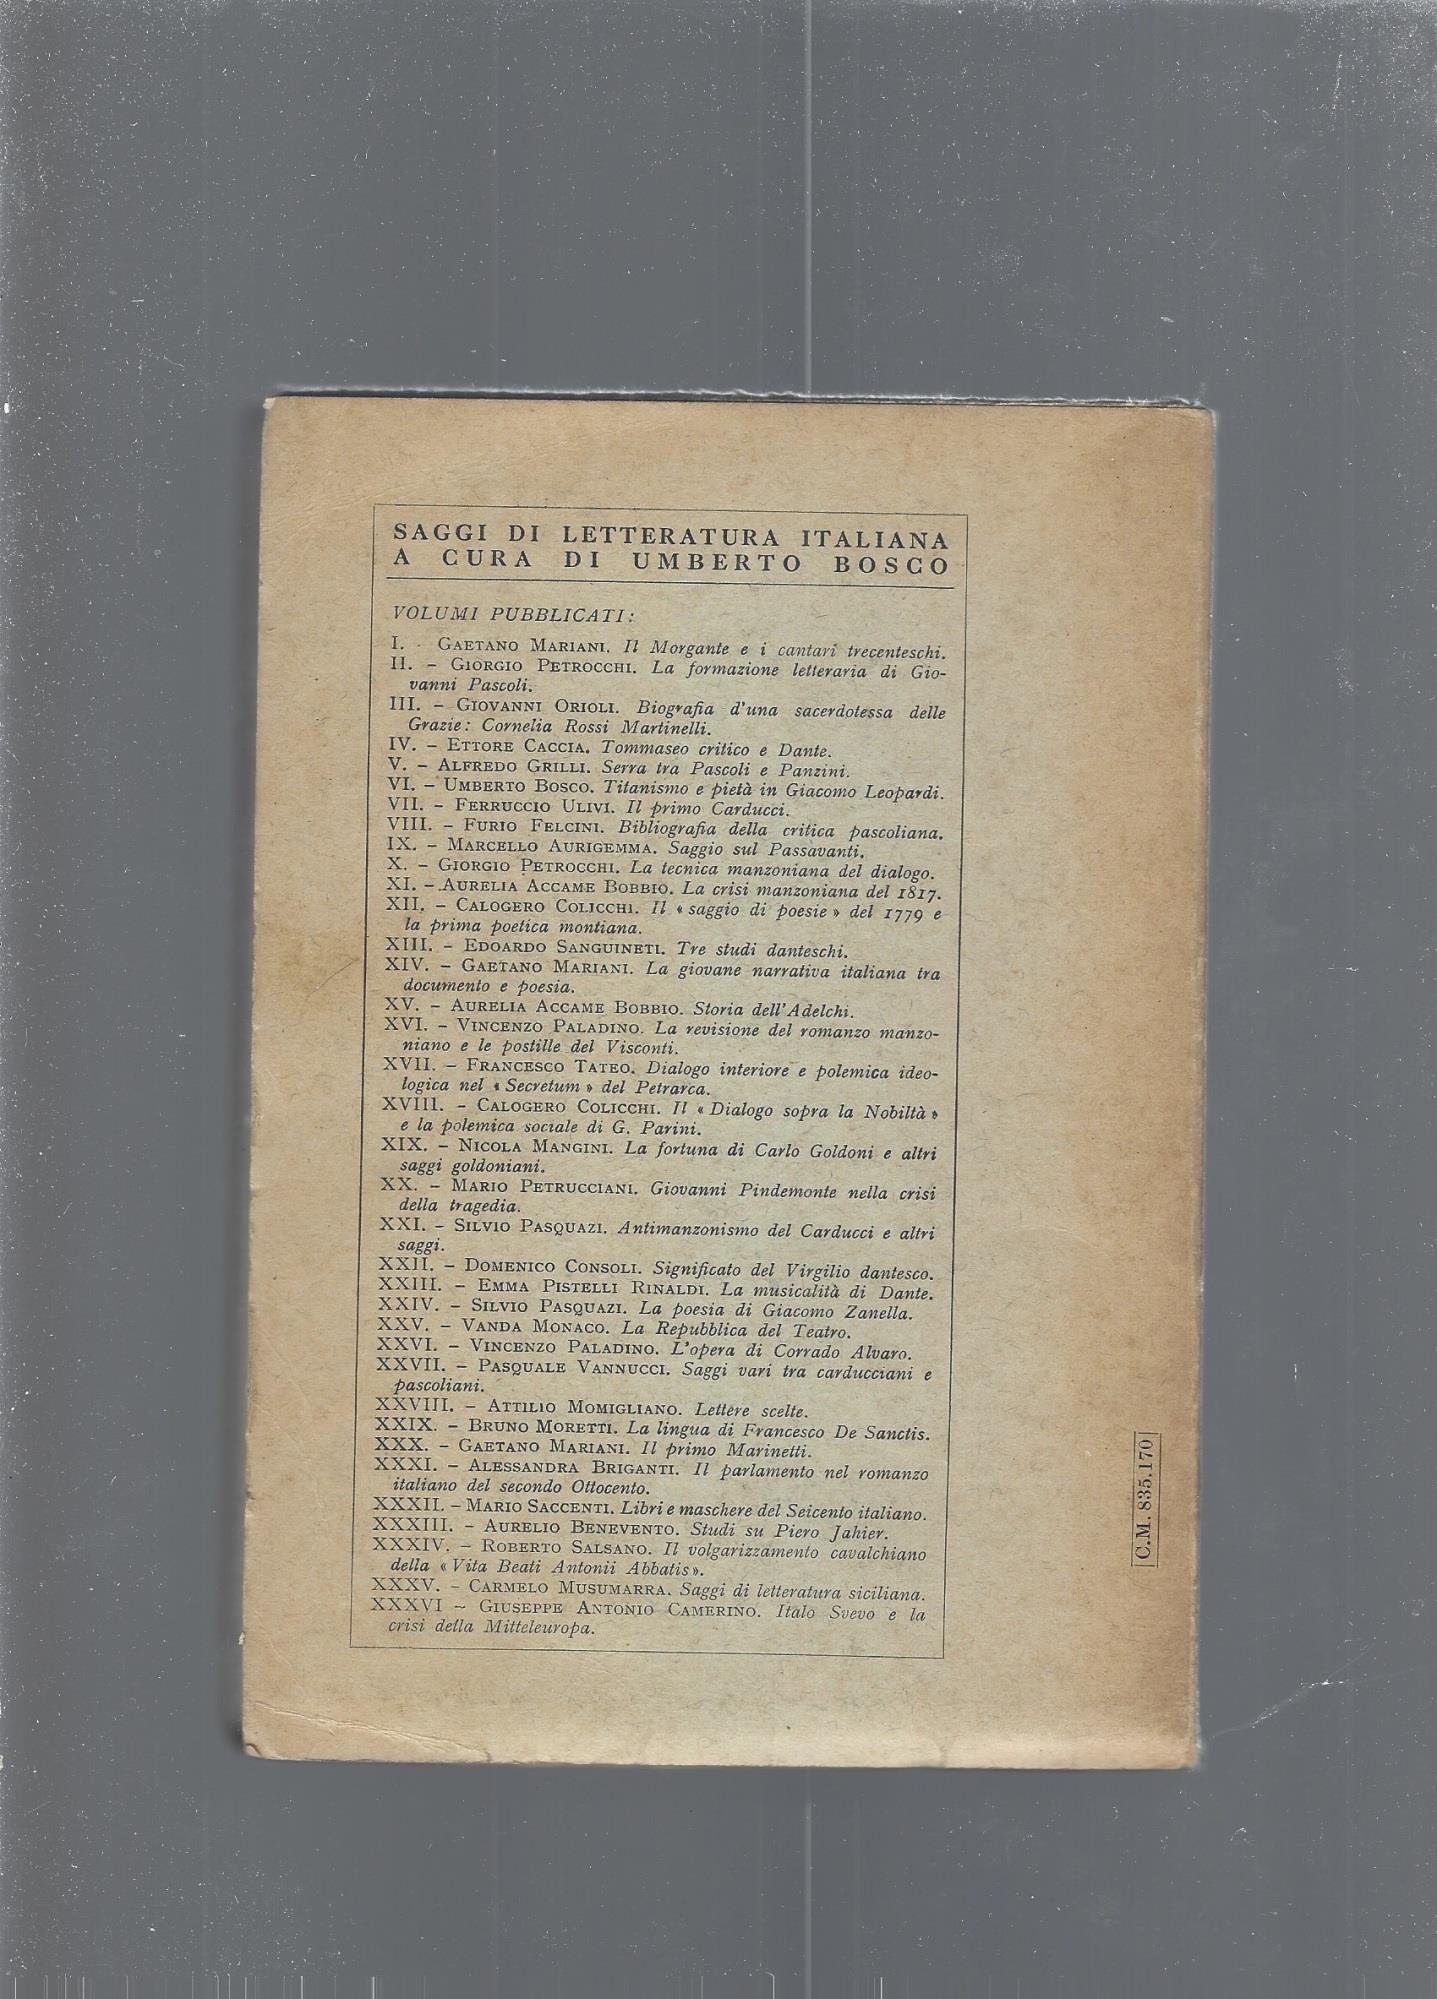 SAGGI DI LETTERATURA ITALIANA
A CURA DI UMBERTO BOSCO
VOLUMI PUBBLICATI:
I. - GAETANO MARIANI. Il Morgante e i cantari trecenteschi.
II. - GIORGIO PETROCCHI. La formazione letteraria di Gio-
vanni Pascoli.
III. - GIOVANNI ORIOLI. Biografia d'una sacerdotessa delle
Grazie: Cornelia Rossi Martinelli.
IV. - ETTORE CACCIA. Tommaseo critico e Dante.
V. - ALFREDO GRILLI. Serra tra Pascoli e Panzini.
VI. - UMBERTO BOSCO. Titanismo e pietà in Giacomo Leopardi.
VII. - FERRUCCIO ULIVI. Il primo Carducci.
VIII. - FURIO FELCINI. Bibliografia della critica pascoliana.
IX. - MARCELLO AURIGEMMA. Saggio sul Passavanti.
X. - GIORGIO PETROCCHI. La tecnica manzoniana del dialogo.
XI. - AURELIA ACCAME BOBBIO. La crisi manzoniana del 1817.
XII. - CALOGERO COLICCHI. Il « saggio di poesie » del 1779 e
la prima poetica montiana.
XIII. - EDOARDO SANGUINETI. Tre studi danteschi.
XIV. - GAETANO MARIANI. La giovane narrativa italiana tra
documento e poesia.
XV. - AURELIA ACCAME BOBBIO. Storia dell'Adelchi.
XVI. - VINCENZO PALADINO. La revisione del romanzo manzo-
niano e le postille del Visconti.
XVII. - FRANCESCO TATEO. Dialogo interiore e polemica ideo-
logica nel « Secretum » del Petrarca.
XVIII. - CALOGERO COLICCHI. Il « Dialogo sopra la Nobiltà »
e la polemica sociale di G. Parini.
XIX. - NICOLA MANGINI. La fortuna di Carlo Goldoni e altri
saggi goldoniani.
XX. - MARIO PETRUCCIANI. Giovanni Pindemonte nella crisi
della tragedia.
XXI. - SILVIO PASQUAZI. Antimanzonismo del Carducci e altri
saggi.
XXII. - DOMENICO CONSOLI. Significato del Virgilio dantesco.
XXIII. - EMMA PISTELLI RINALDI. La musicalità di Dante.
XXIV. - SILVIO PASQUAZI. La poesia di Giacomo Zanella.
XXV. - VANDA MONACO. La Repubblica del Teatro.
XXVI. - VINCENZO PALADINO. L'opera di Corrado Alvaro.
XXVII. - PASQUALE VANNUCCI. Saggi vari tra carducciani e
pascoliani.
XXVIII. - ATTILIO MOMIGLIANO. Lettere scelte.
XXIX. - BRUNO MORETTI. La lingua di Francesco De Sanctis.
XXX. - GAETANO MARIANI. Il primo Marinetti.
XXXI. - ALESSANDRA BRIGANTI. Il parlamento nel romanzo
italiano del secondo Ottocento.
XXXII. - MARIO SACCENTI. Libri e maschere del Seicento italiano.
XXXIII. - AURELIO BENEVENTO. Studi su Piero Jahier.
XXXIV. - ROBERTO SALSANO. Il volgarizzamento cavalchiano
della « Vita Beati Antonii Abbatis ».
XXXV. - CARMELO MUSUMARRA. Saggi di letteratura siciliana.
XXXVI - GIUSEPPE ANTONIO CAMERINO. Italo Svevo e la
crisi della Mitteleuropa.
C.M. 835.170